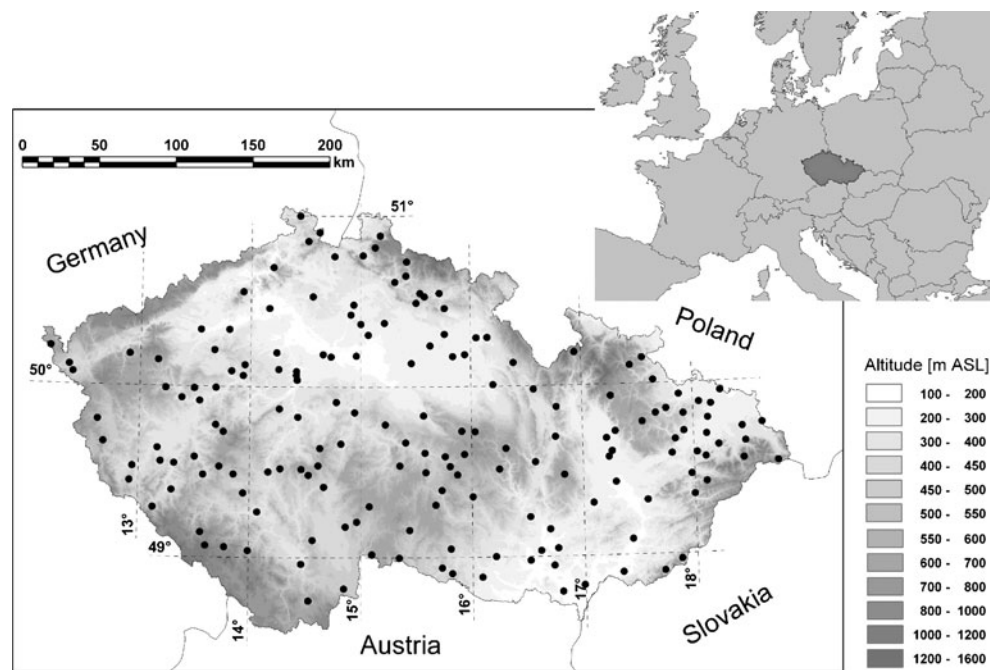 0 50 100 150 200
km
51°
Germany
Poland
50°
Altitude [m ASL]
100 - 200
200 - 300
300 - 400
400 - 450
450 - 500
500 - 550
550 - 600
600 - 700
700 - 800
800 - 1000
1000 - 1200
1200 - 1600
13°
49°
14°
15°
16°
17°
18°
Austria
Slovakia